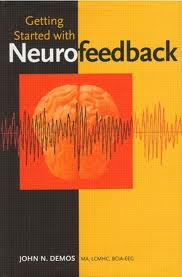 Getting
Started with
Neurofeedback
JOHN N. DEMOS MA, LCMHC, BCIA-EEG